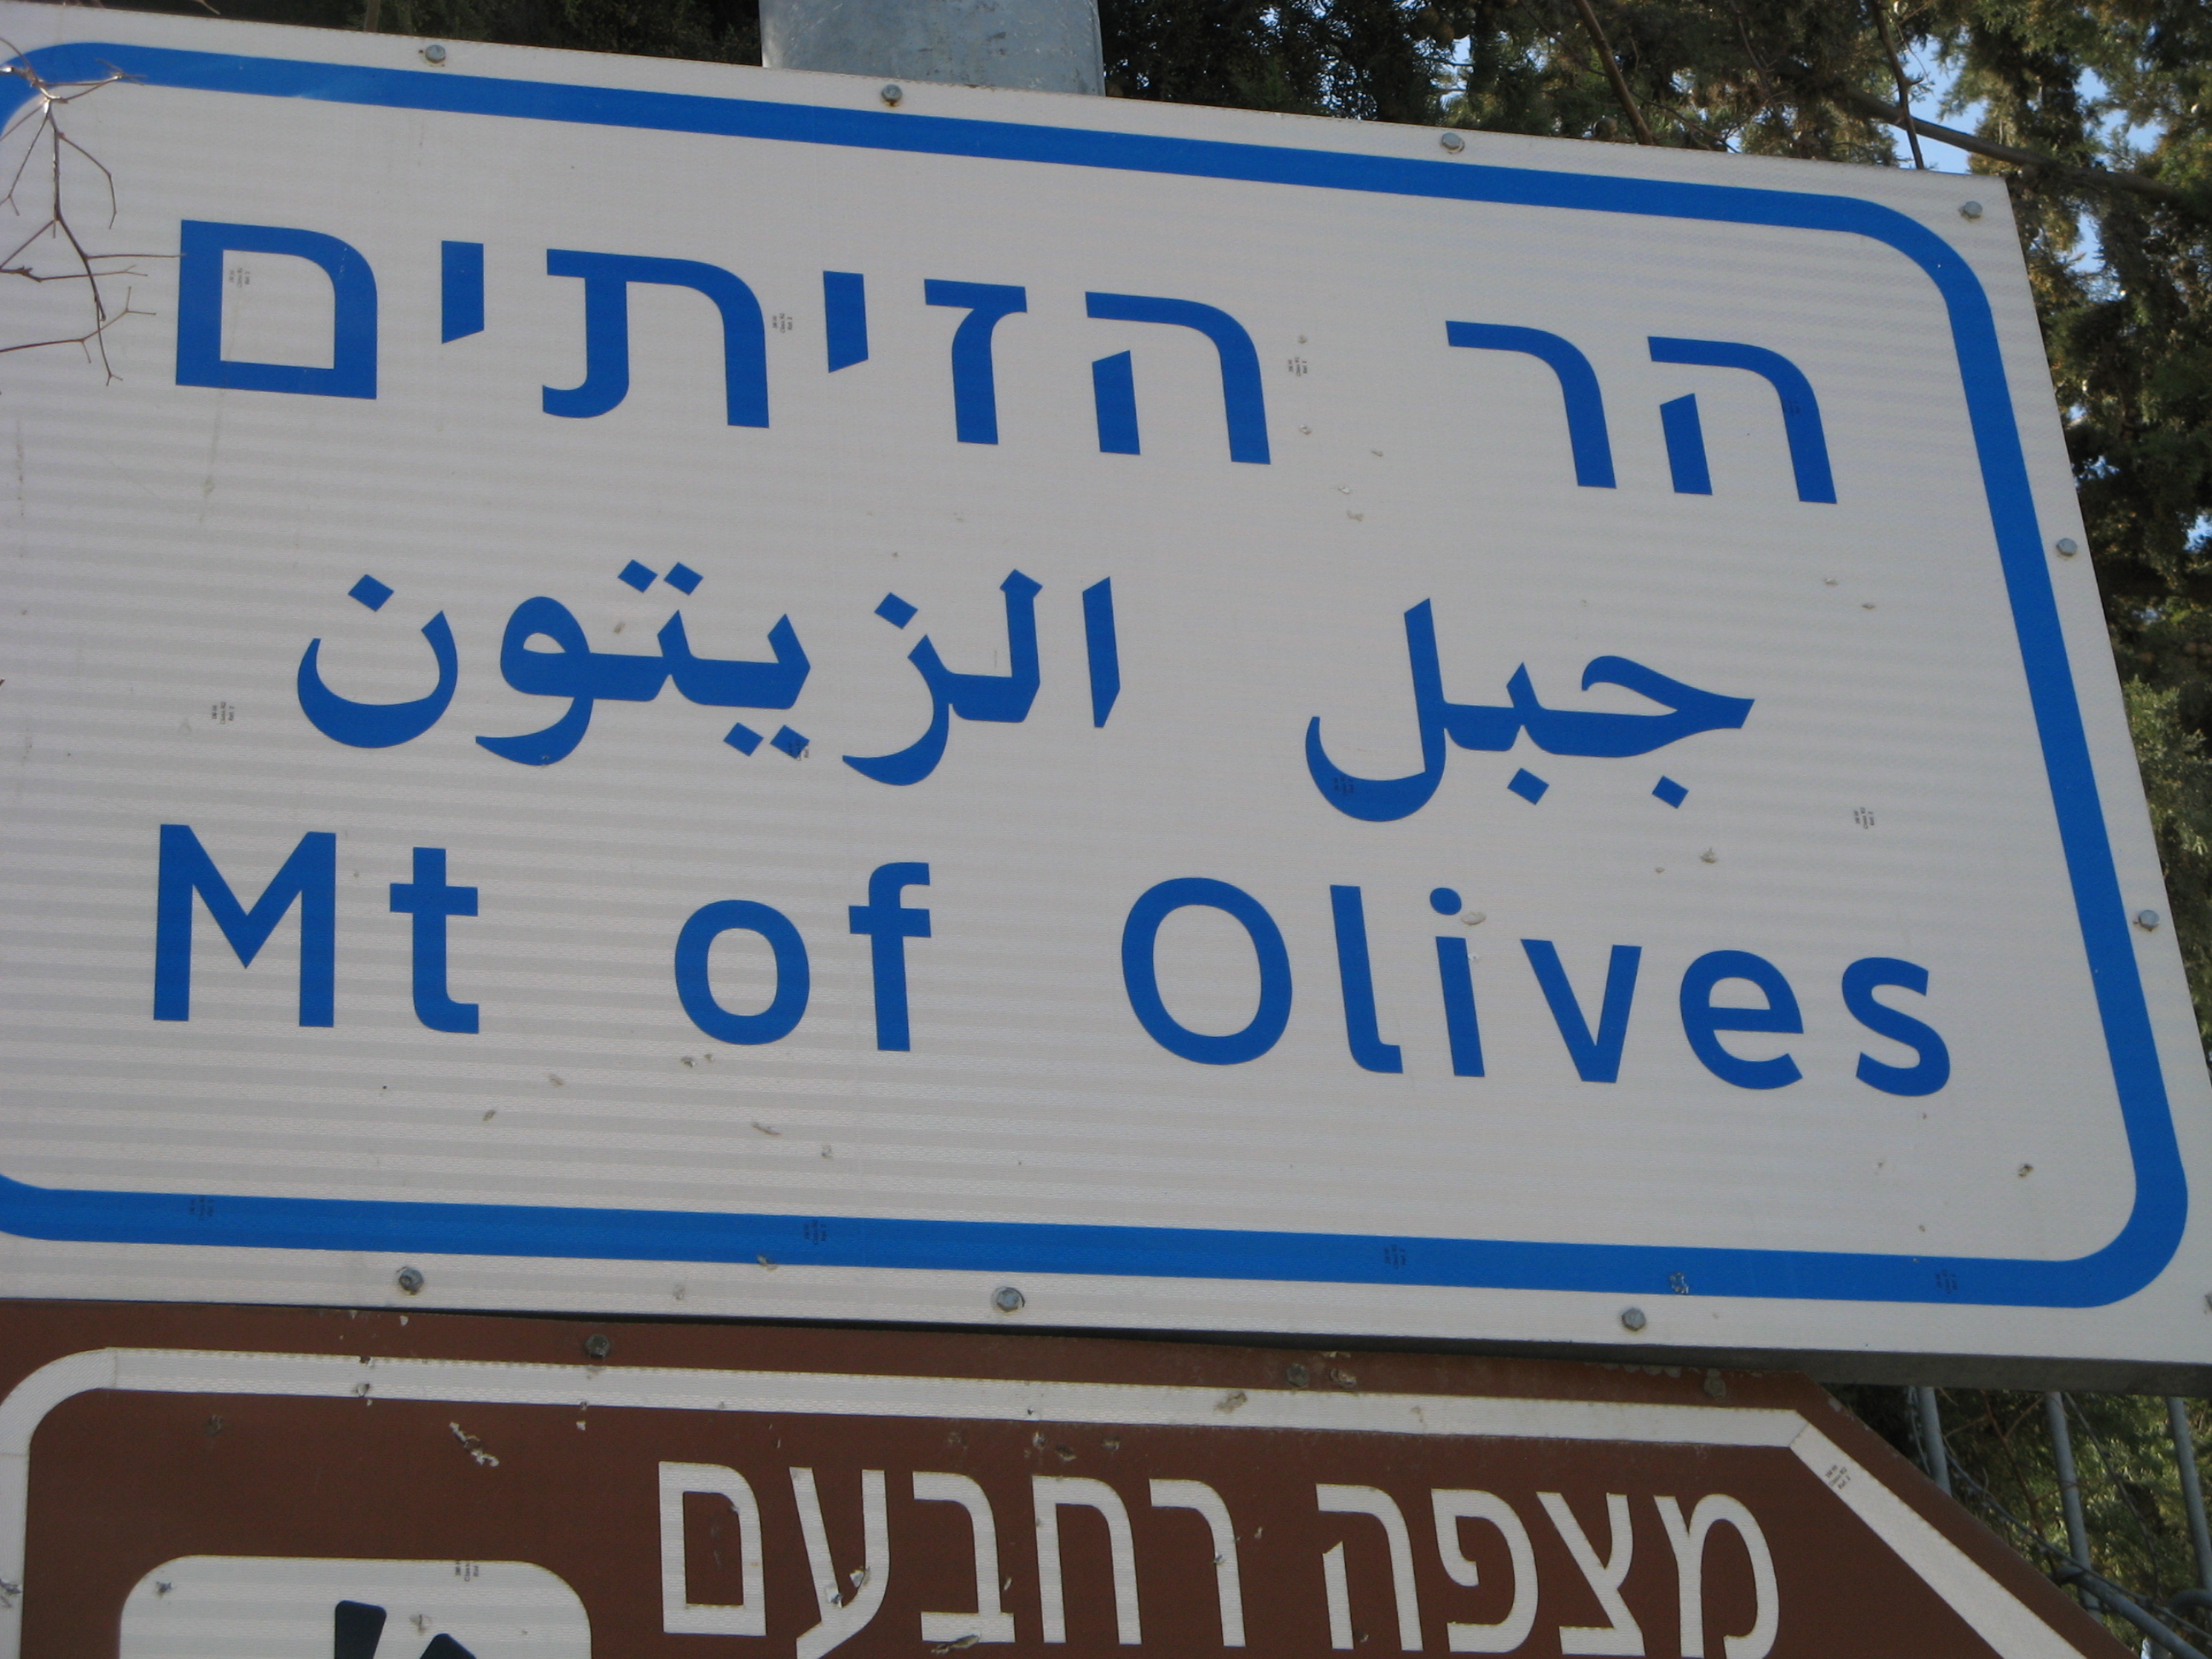 הר הזיתים
جبل الزيتون
Mt of Olives
מצפה רחבעם